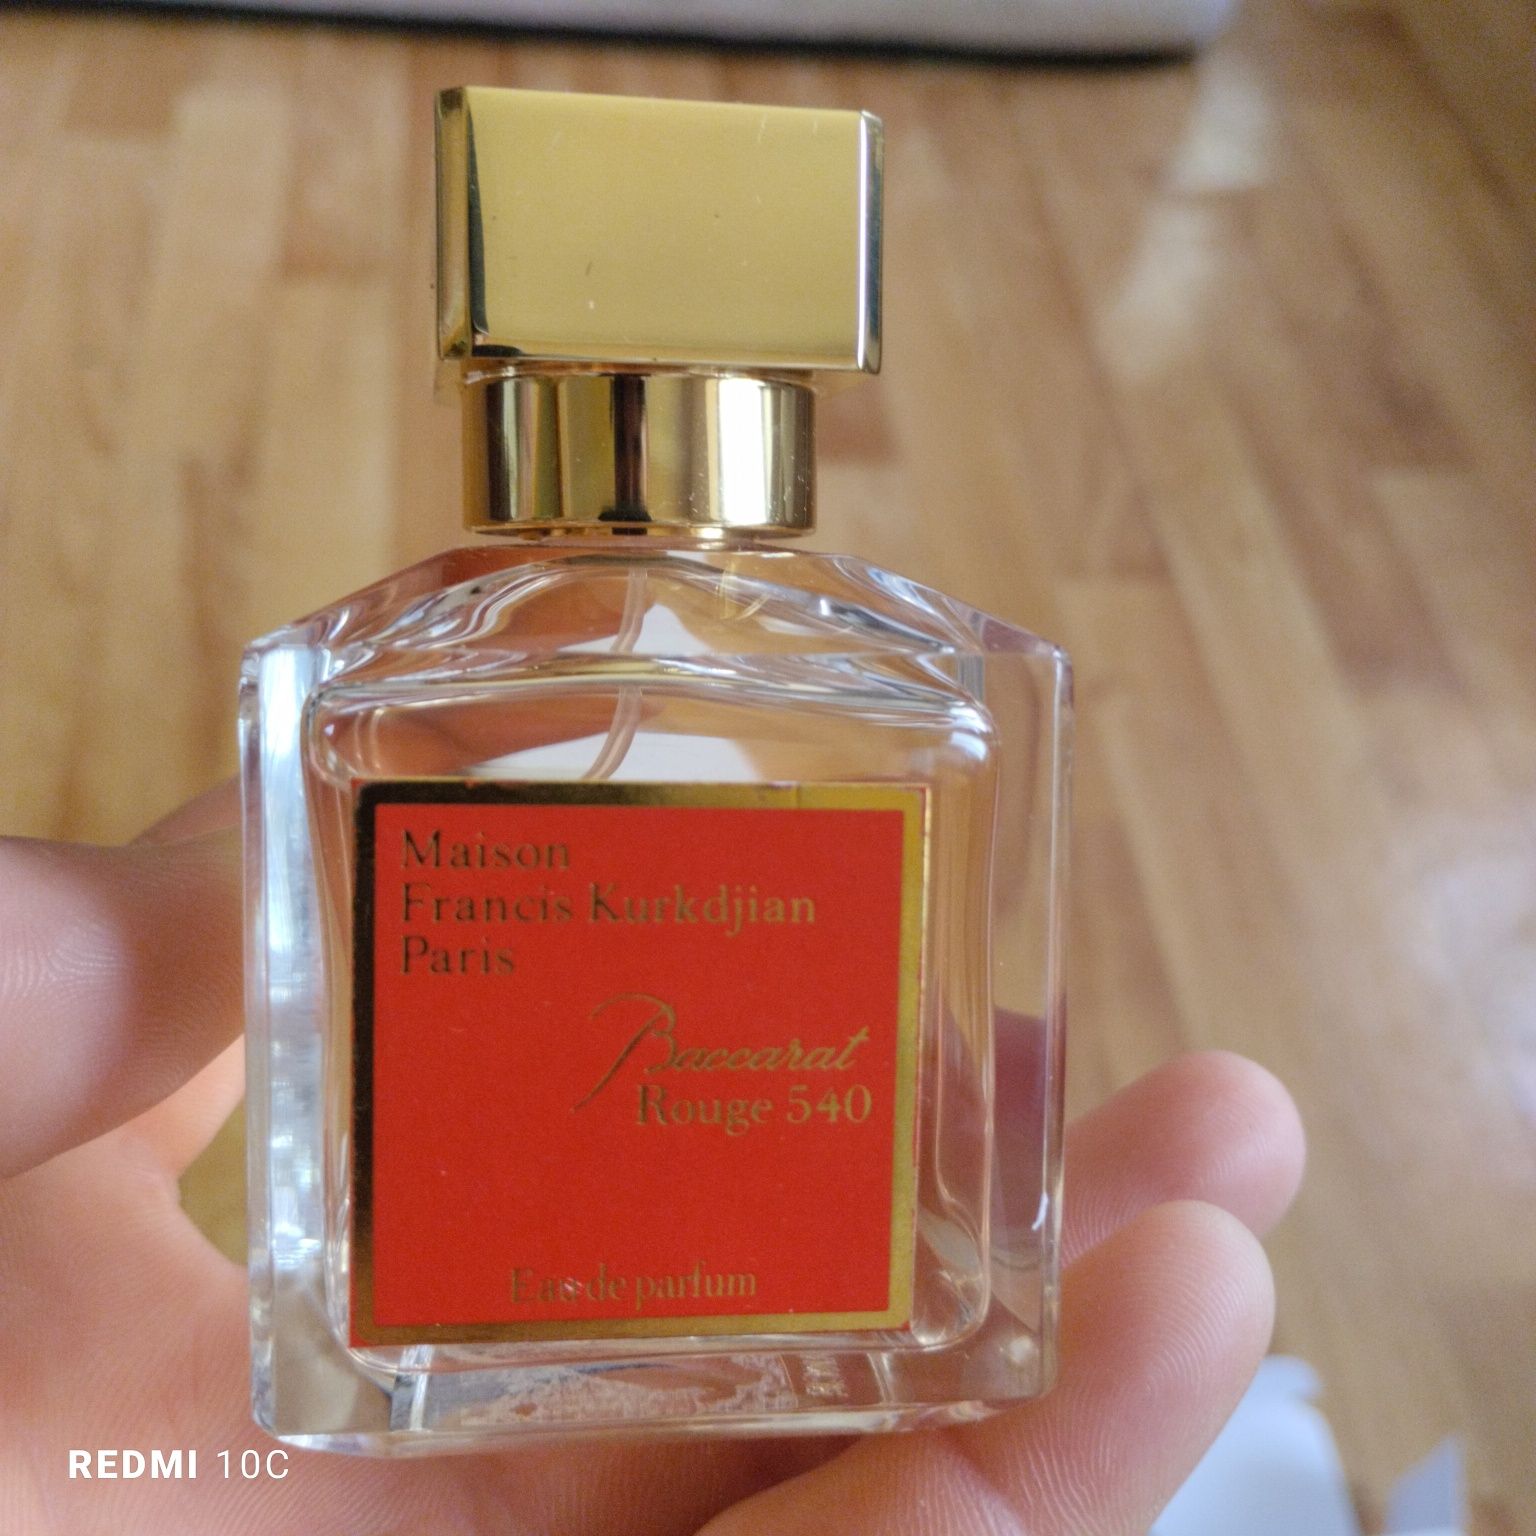 Maison
Francis Kurkdjian
Paris
Baccarat
Rouge 540
Eau de parfum
REDMI 10C